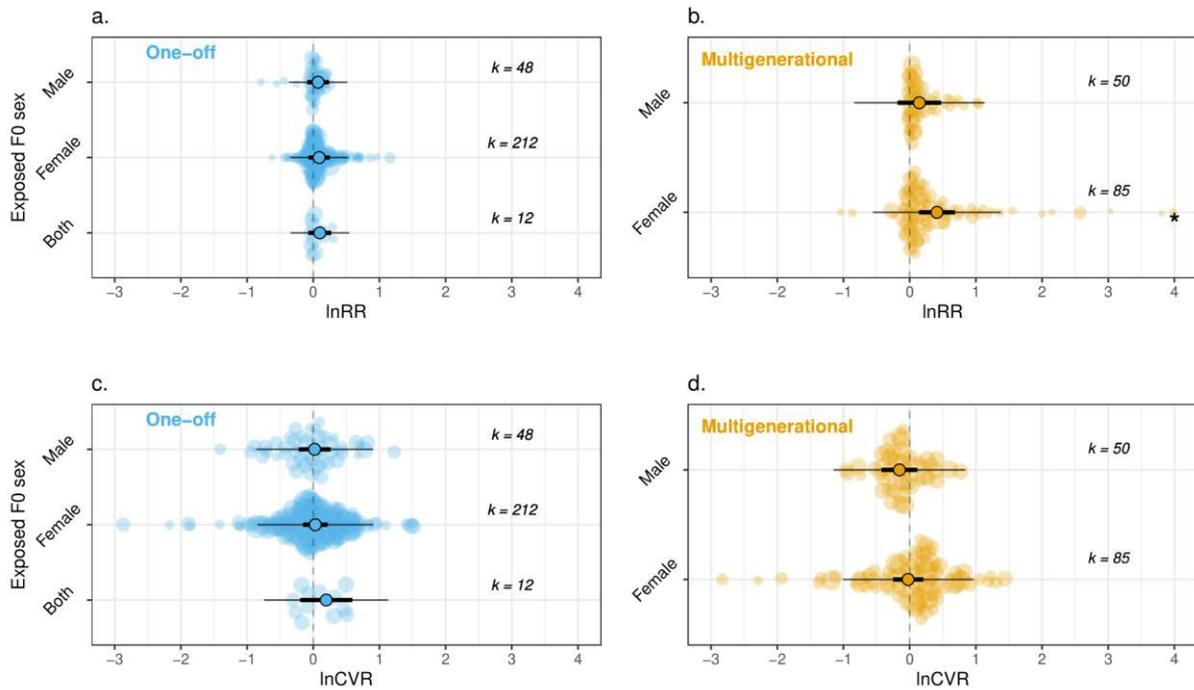 a.
One−off
Exposed F0 sex
Male
k = 48
Female
k = 212
Both
k = 12
−3 −2 −1 0 1 2 3 4
lnRR
b.
Multigenerational
Male
k = 50
Female
k = 85
*
−3 −2 −1 0 1 2 3 4
lnRR
c.
One−off
Exposed F0 sex
Male
k = 48
Female
k = 212
Both
k = 12
−3 −2 −1 0 1 2 3 4
lnCVR
d.
Multigenerational
Male
k = 50
Female
k = 85
−3 −2 −1 0 1 2 3 4
lnCVR